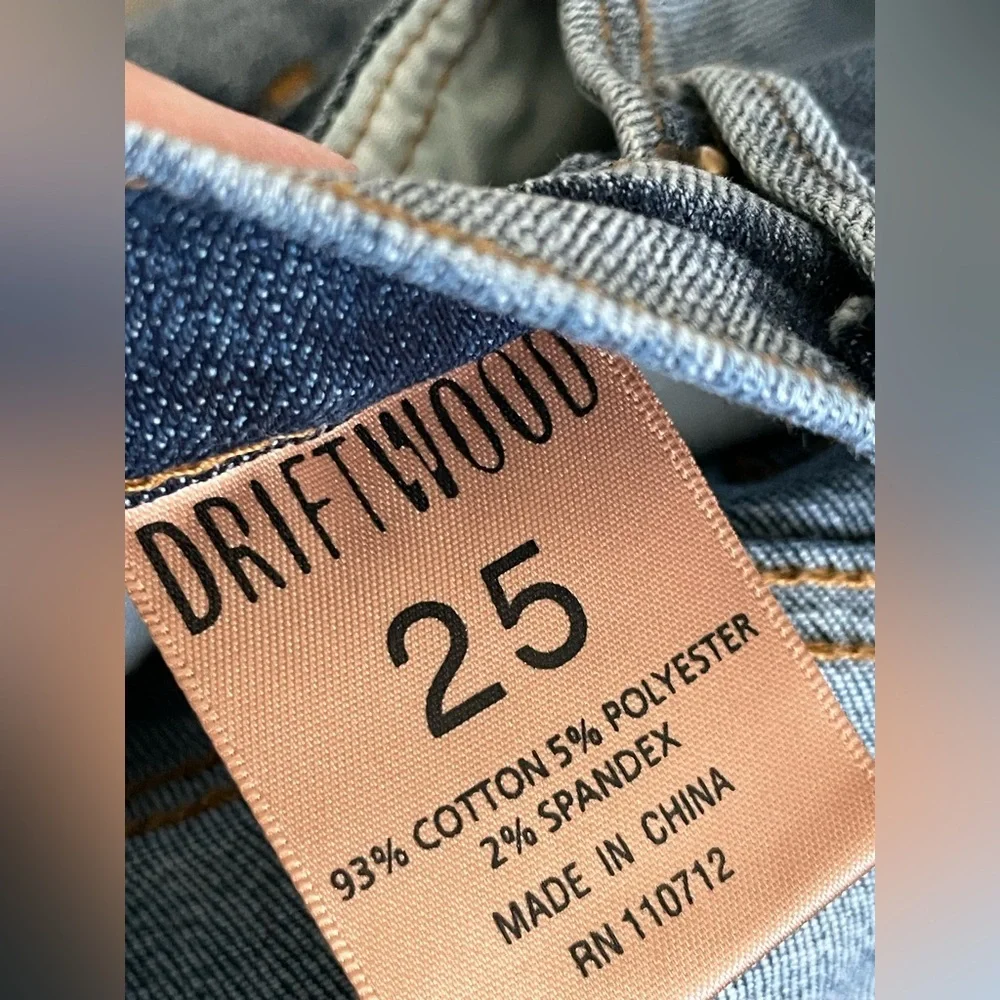 DRIFTWOOD
25
93% COTTON 5% POLYESTER
2% SPANDEX
MADE IN CHINA
RN 110712